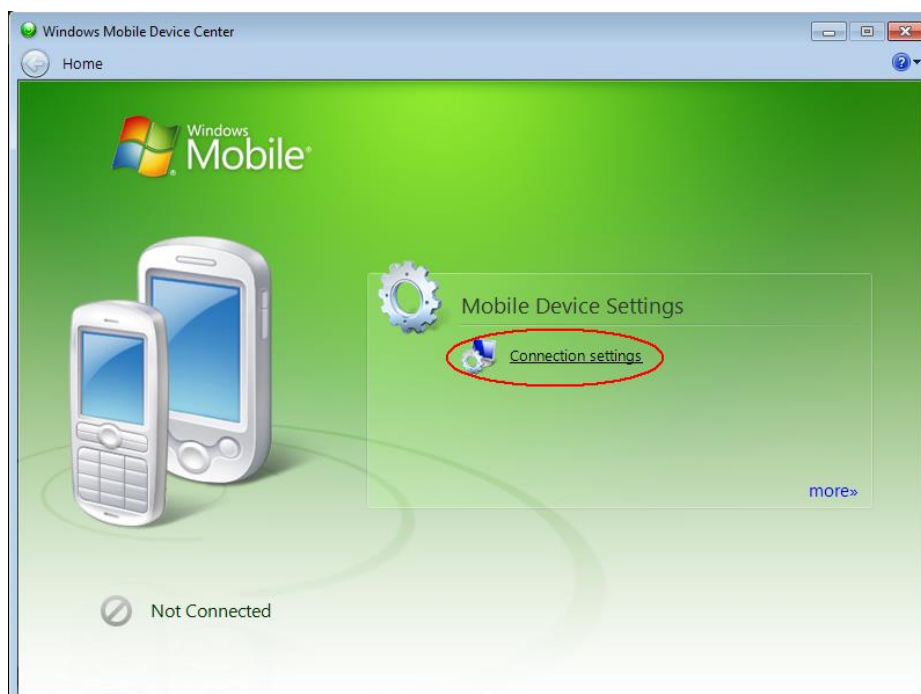 Windows Mobile Device Center
Home
Windows
Mobile
Mobile Device Settings
Connection settings
more»
Not Connected